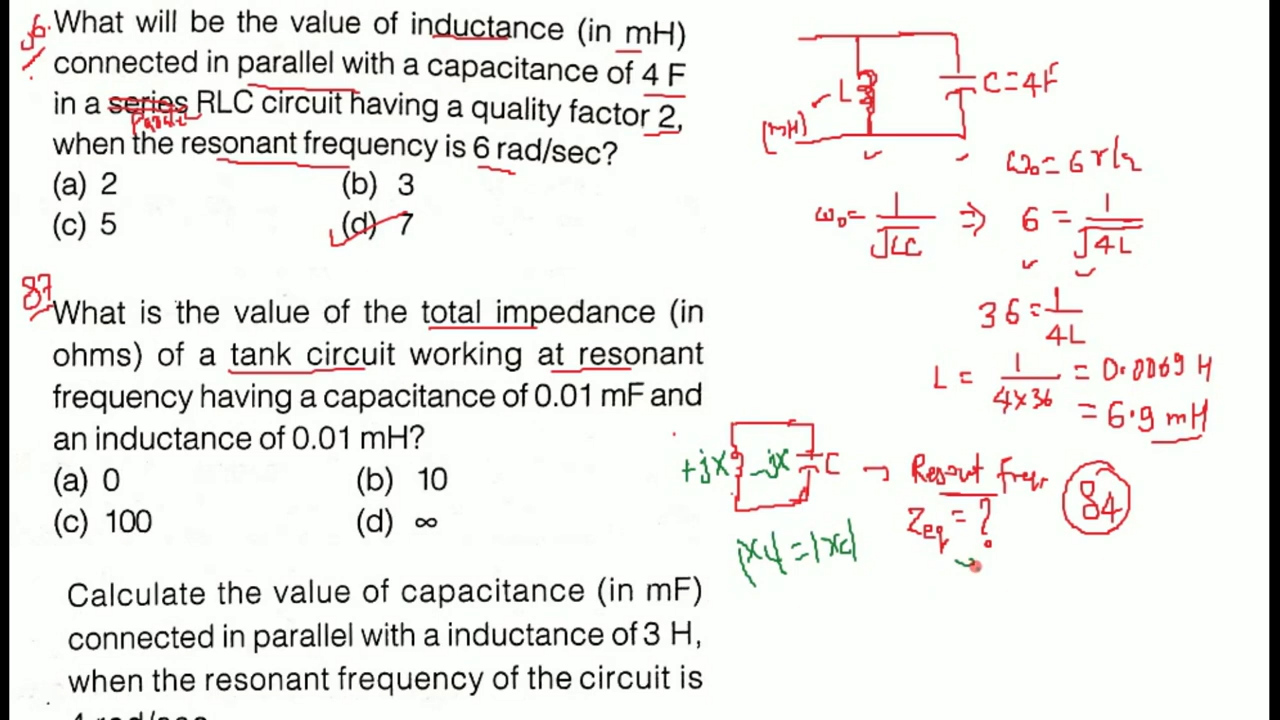 86. What will be the value of inductance (in mH)
connected in parallel with a capacitance of 4 F
in a series RLC circuit having a quality factor 2,
when the resonant frequency is 6 rad/sec?
(a) 2 (b) 3
(c) 5 (d) 7
L
(mH)
C=4F
ω₀=6 r/s
ω₀= 1/√LC ⇒ 6 = 1/√4L
36 = 1/4L
L = 1/4×36 = 0.0069 H
= 6.9 mH
87. What is the value of the total impedance (in
ohms) of a tank circuit working at resonant
frequency having a capacitance of 0.01 mF and
an inductance of 0.01 mH?
(a) 0 (b) 10
(c) 100 (d) ∞
+jX -jX C → Freq.
Zeq = ?
84
Calculate the value of capacitance (in mF)
connected in parallel with a inductance of 3 H,
when the resonant frequency of the circuit is